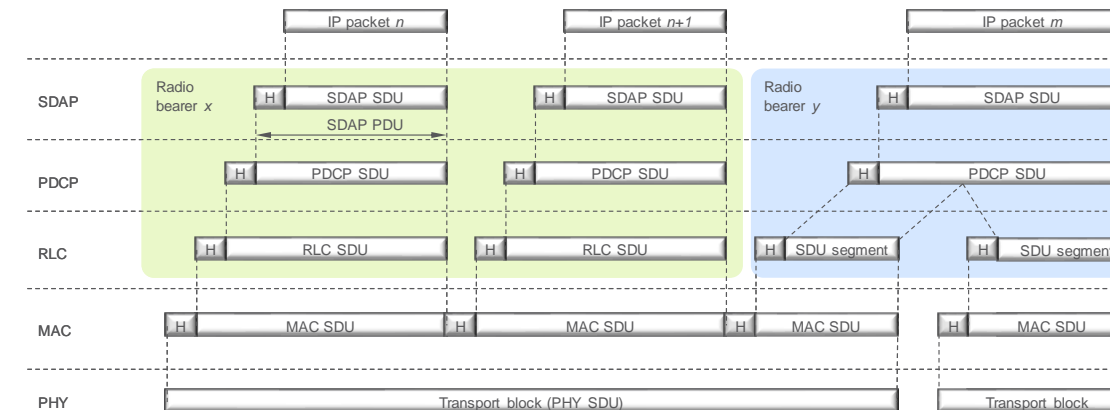 IP packet n IP packet n+1 IP packet m
Radio bearer x
Radio bearer y
SDAP H SDAP SDU H SDAP SDU H SDAP SDU
SDAP PDU
PDCP H PDCP SDU H PDCP SDU H PDCP SDU
RLC H RLC SDU H RLC SDU H SDU segment H SDU segment
MAC H MAC SDU H MAC SDU H MAC SDU H MAC SDU
PHY Transport block (PHY SDU) Transport block